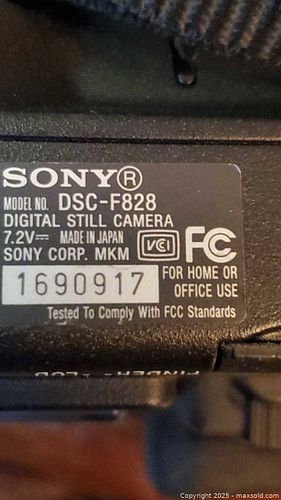 SONY®
MODEL NO. DSC-F828
DIGITAL STILL CAMERA
7.2V⎓ MADE IN JAPAN
SONY CORP. MKM
VCI FC
1690917
FOR HOME OR
OFFICE USE
Tested To Comply With FCC Standards
Copyright © 2025 - maxsold.com